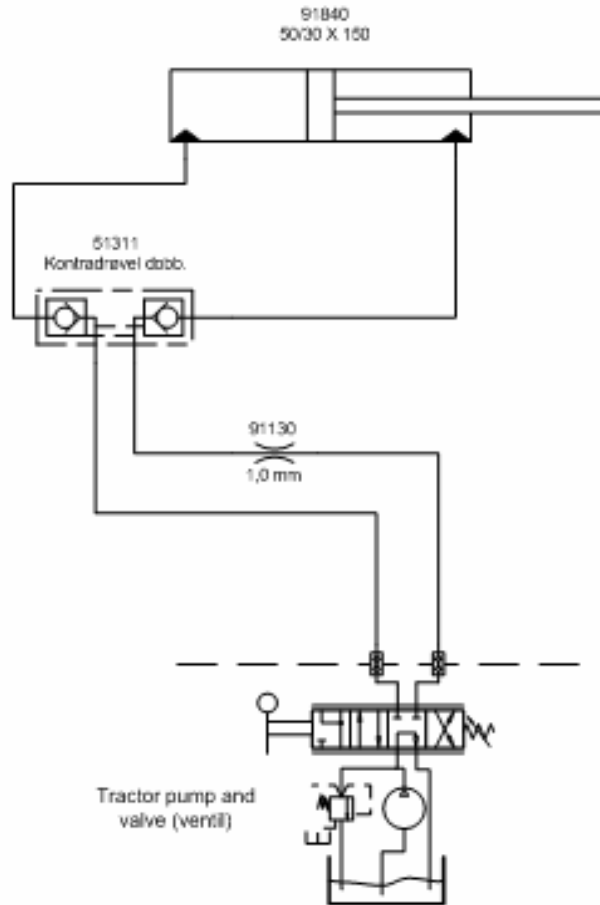 91840
50/30 X 150
51311
Kontradrøvel dobb.
91130
1,0 mm
Tractor pump and
valve (ventil)